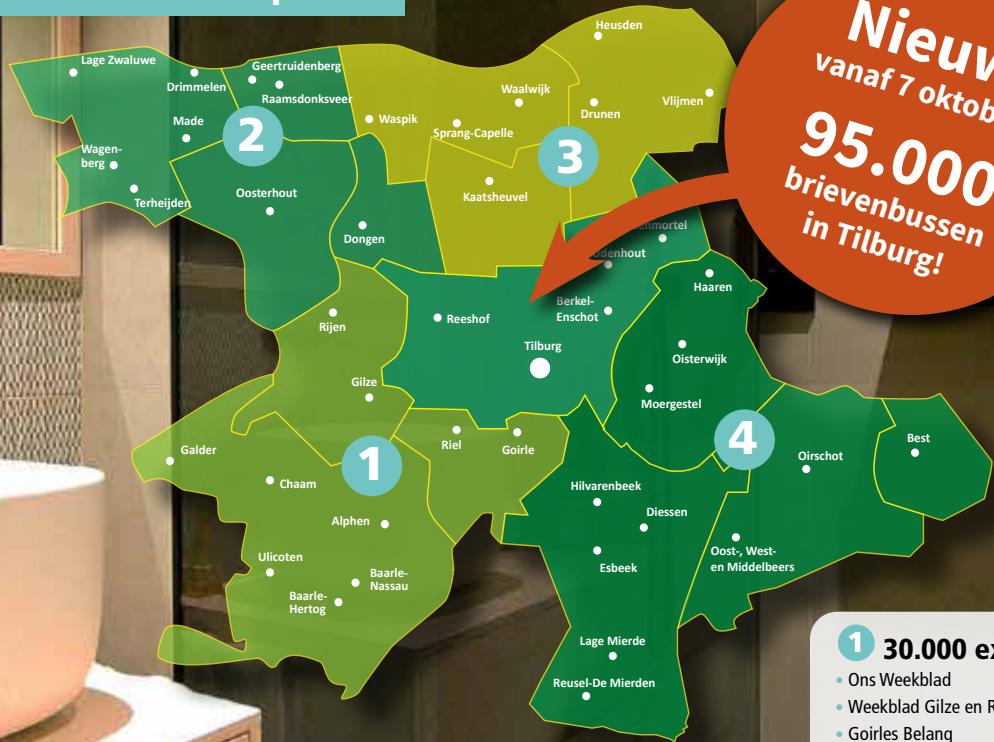 Heusden
Lage Zwaluwe
Geertruidenberg
Drimmelen
Raamsdonksveer
Waalwijk
Vlijmen
Drunen
Made
Waspik
Sprang-Capelle
2
3
Wagen-
berg
Terheijden
Oosterhout
Kaatsheuvel
Dongen
Nieuw
vanaf 7 oktob
95.000
brievenbussen
in Tilburg!
Haaren
Berkel-
Enschot
Reeshof
Rijen
Tilburg
Oisterwijk
Gilze
Moergestel
Riel
Goirle
4
Best
Galder
1
Oirschot
Chaam
Hilvarenbeek
Diessen
Alphen
Oost-, West-
en Middelbeers
Ulicoten
Esbeek
Baarle-
Nassau
Baarle-
Hertog
Lage Mierde
Reusel-De Mierden
1 30.000 ex
• Ons Weekblad
• Weekblad Gilze en R
• Goirles Belang